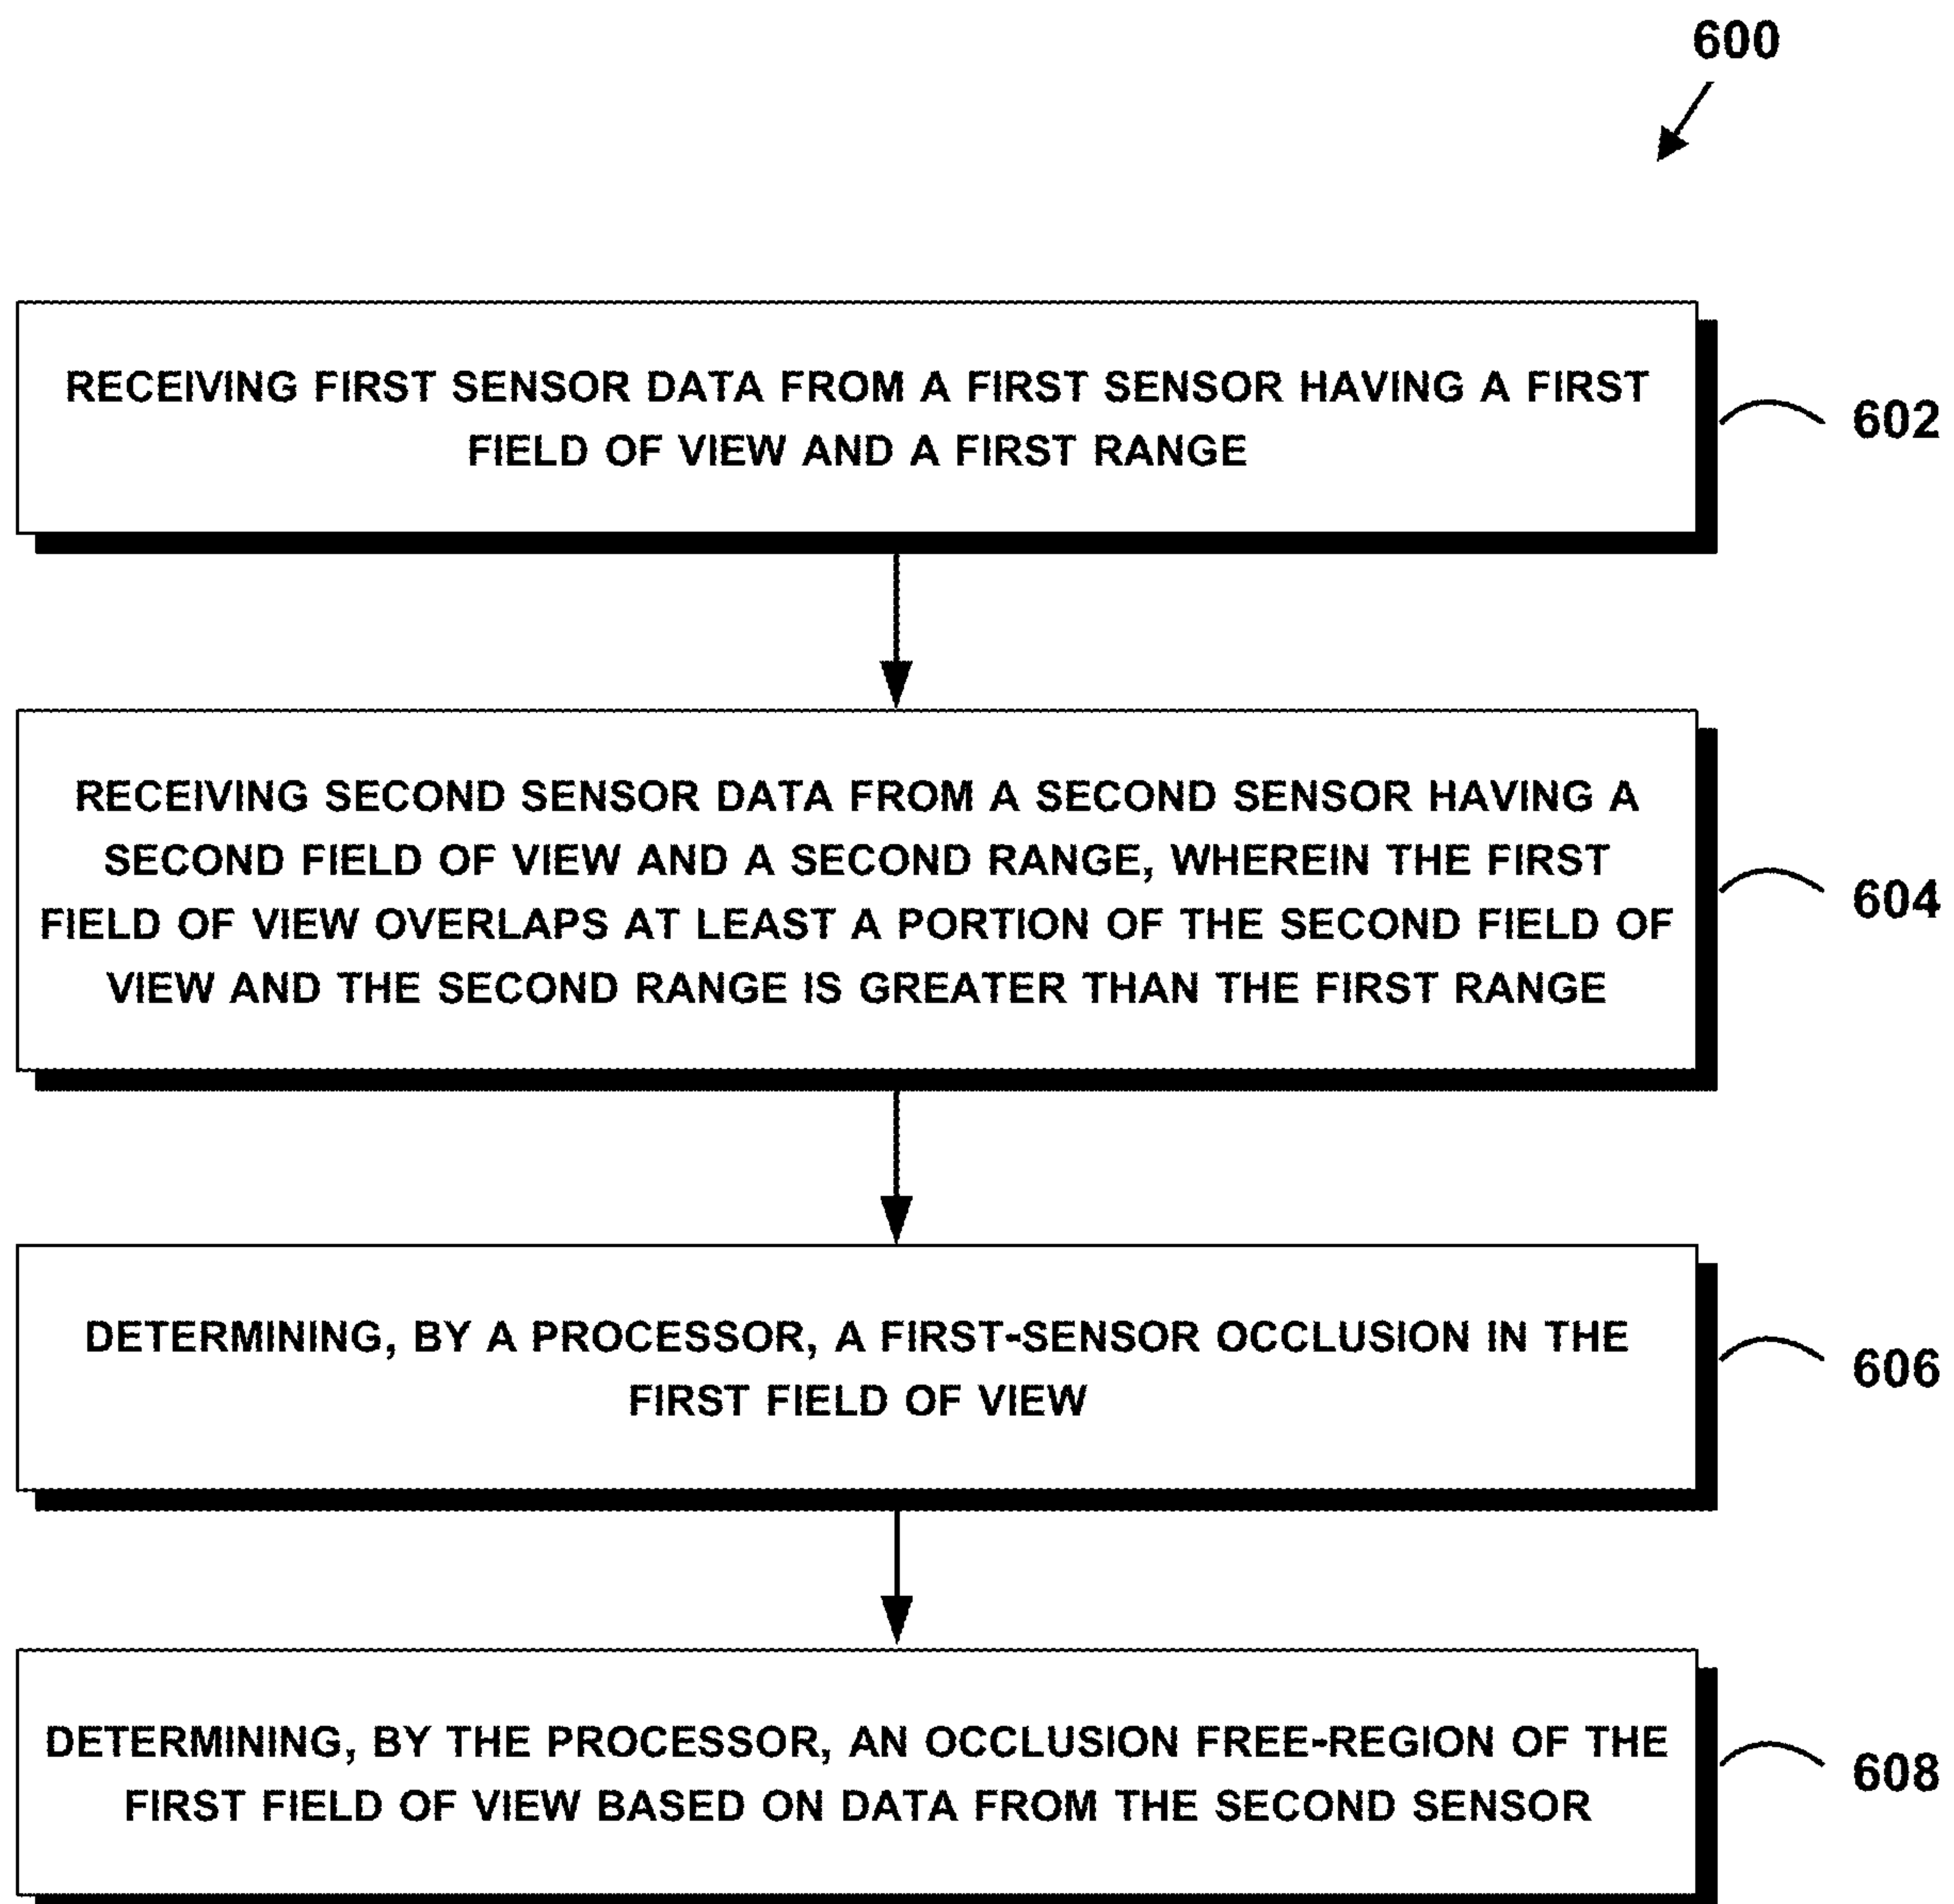 600
RECEIVING FIRST SENSOR DATA FROM A FIRST SENSOR HAVING A FIRST
FIELD OF VIEW AND A FIRST RANGE
602
RECEIVING SECOND SENSOR DATA FROM A SECOND SENSOR HAVING A
SECOND FIELD OF VIEW AND A SECOND RANGE, WHEREIN THE FIRST
FIELD OF VIEW OVERLAPS AT LEAST A PORTION OF THE SECOND FIELD OF
VIEW AND THE SECOND RANGE IS GREATER THAN THE FIRST RANGE
604
DETERMINING, BY A PROCESSOR, A FIRST-SENSOR OCCLUSION IN THE
FIRST FIELD OF VIEW
606
DETERMINING, BY THE PROCESSOR, AN OCCLUSION FREE-REGION OF THE
FIRST FIELD OF VIEW BASED ON DATA FROM THE SECOND SENSOR
608